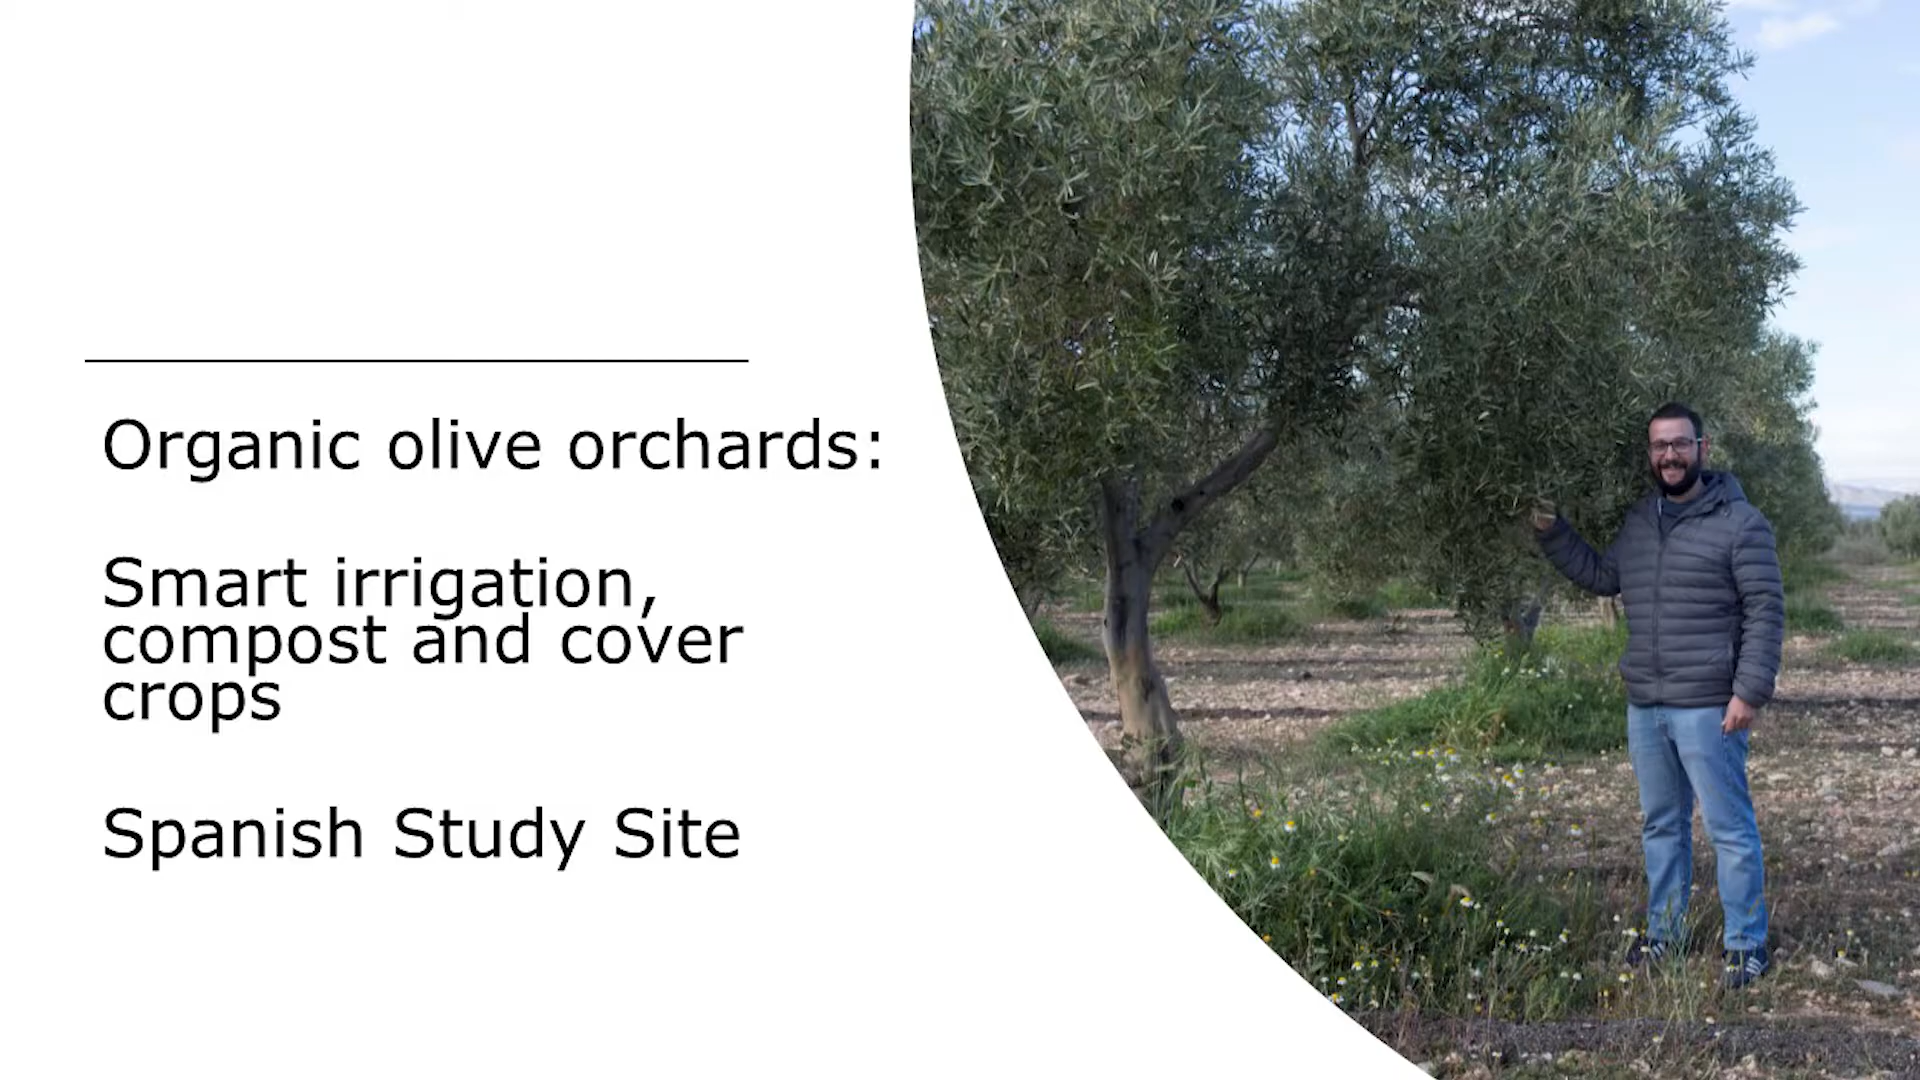 Organic olive orchards:
Smart irrigation,
compost and cover
crops
Spanish Study Site